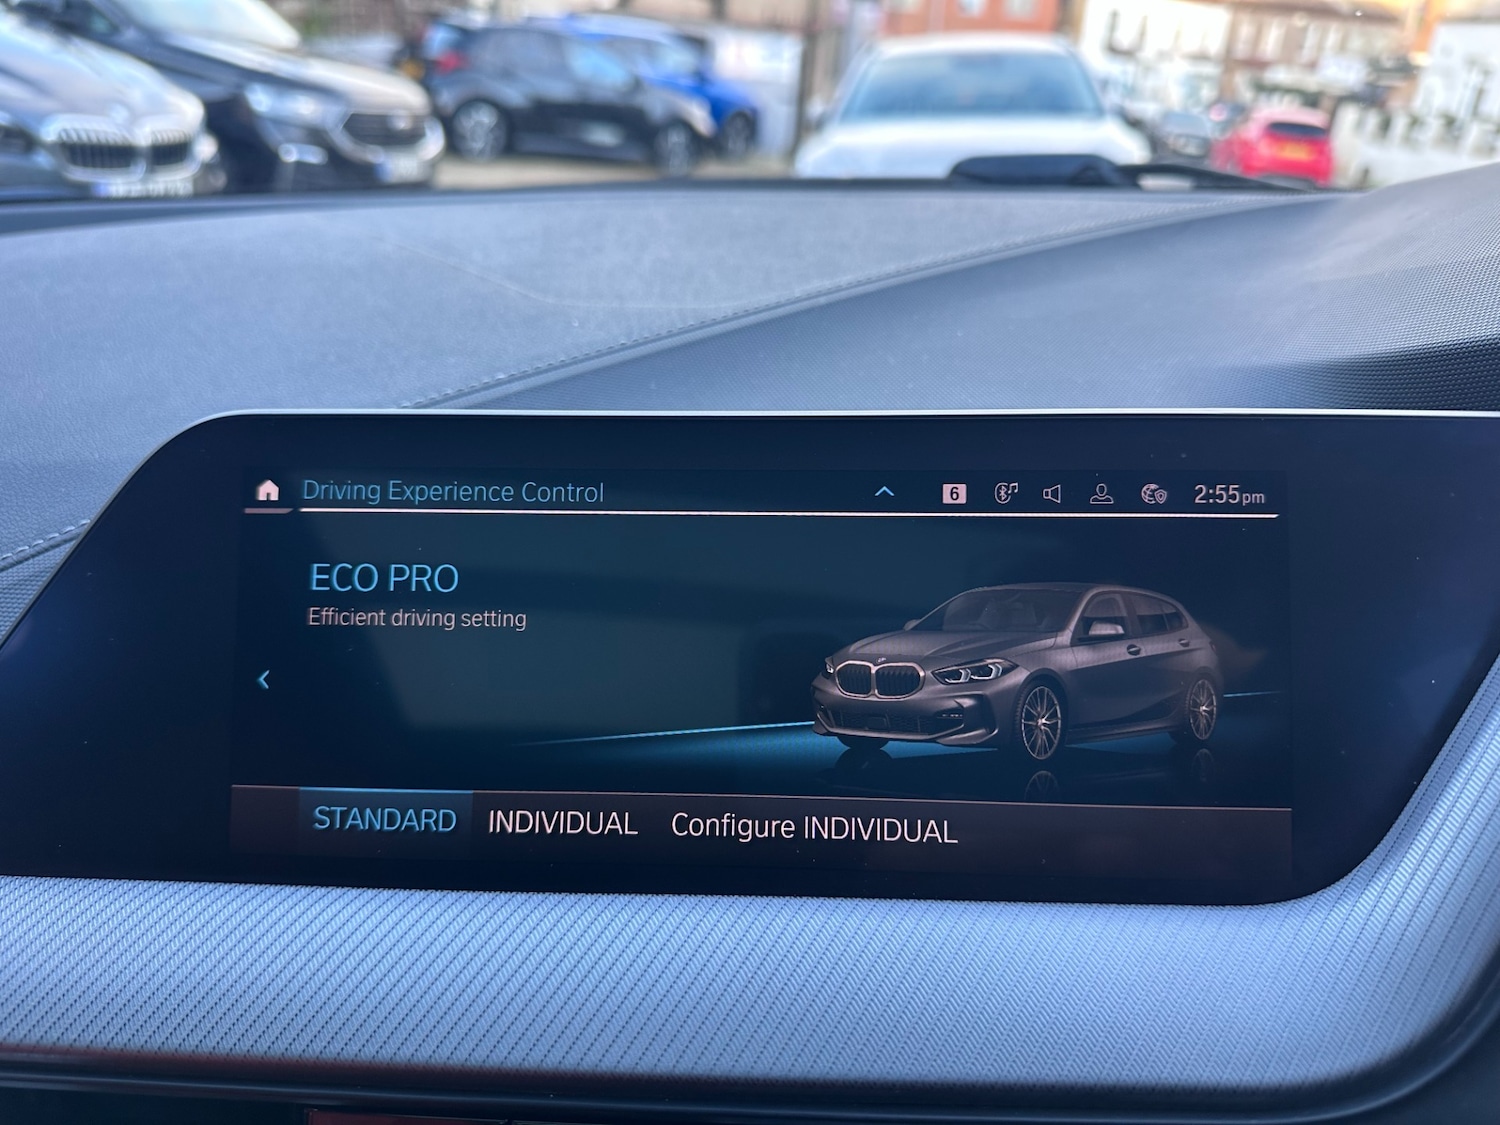 Driving Experience Control 6 2:55pm
ECO PRO
Efficient driving setting
STANDARD INDIVIDUAL Configure INDIVIDUAL